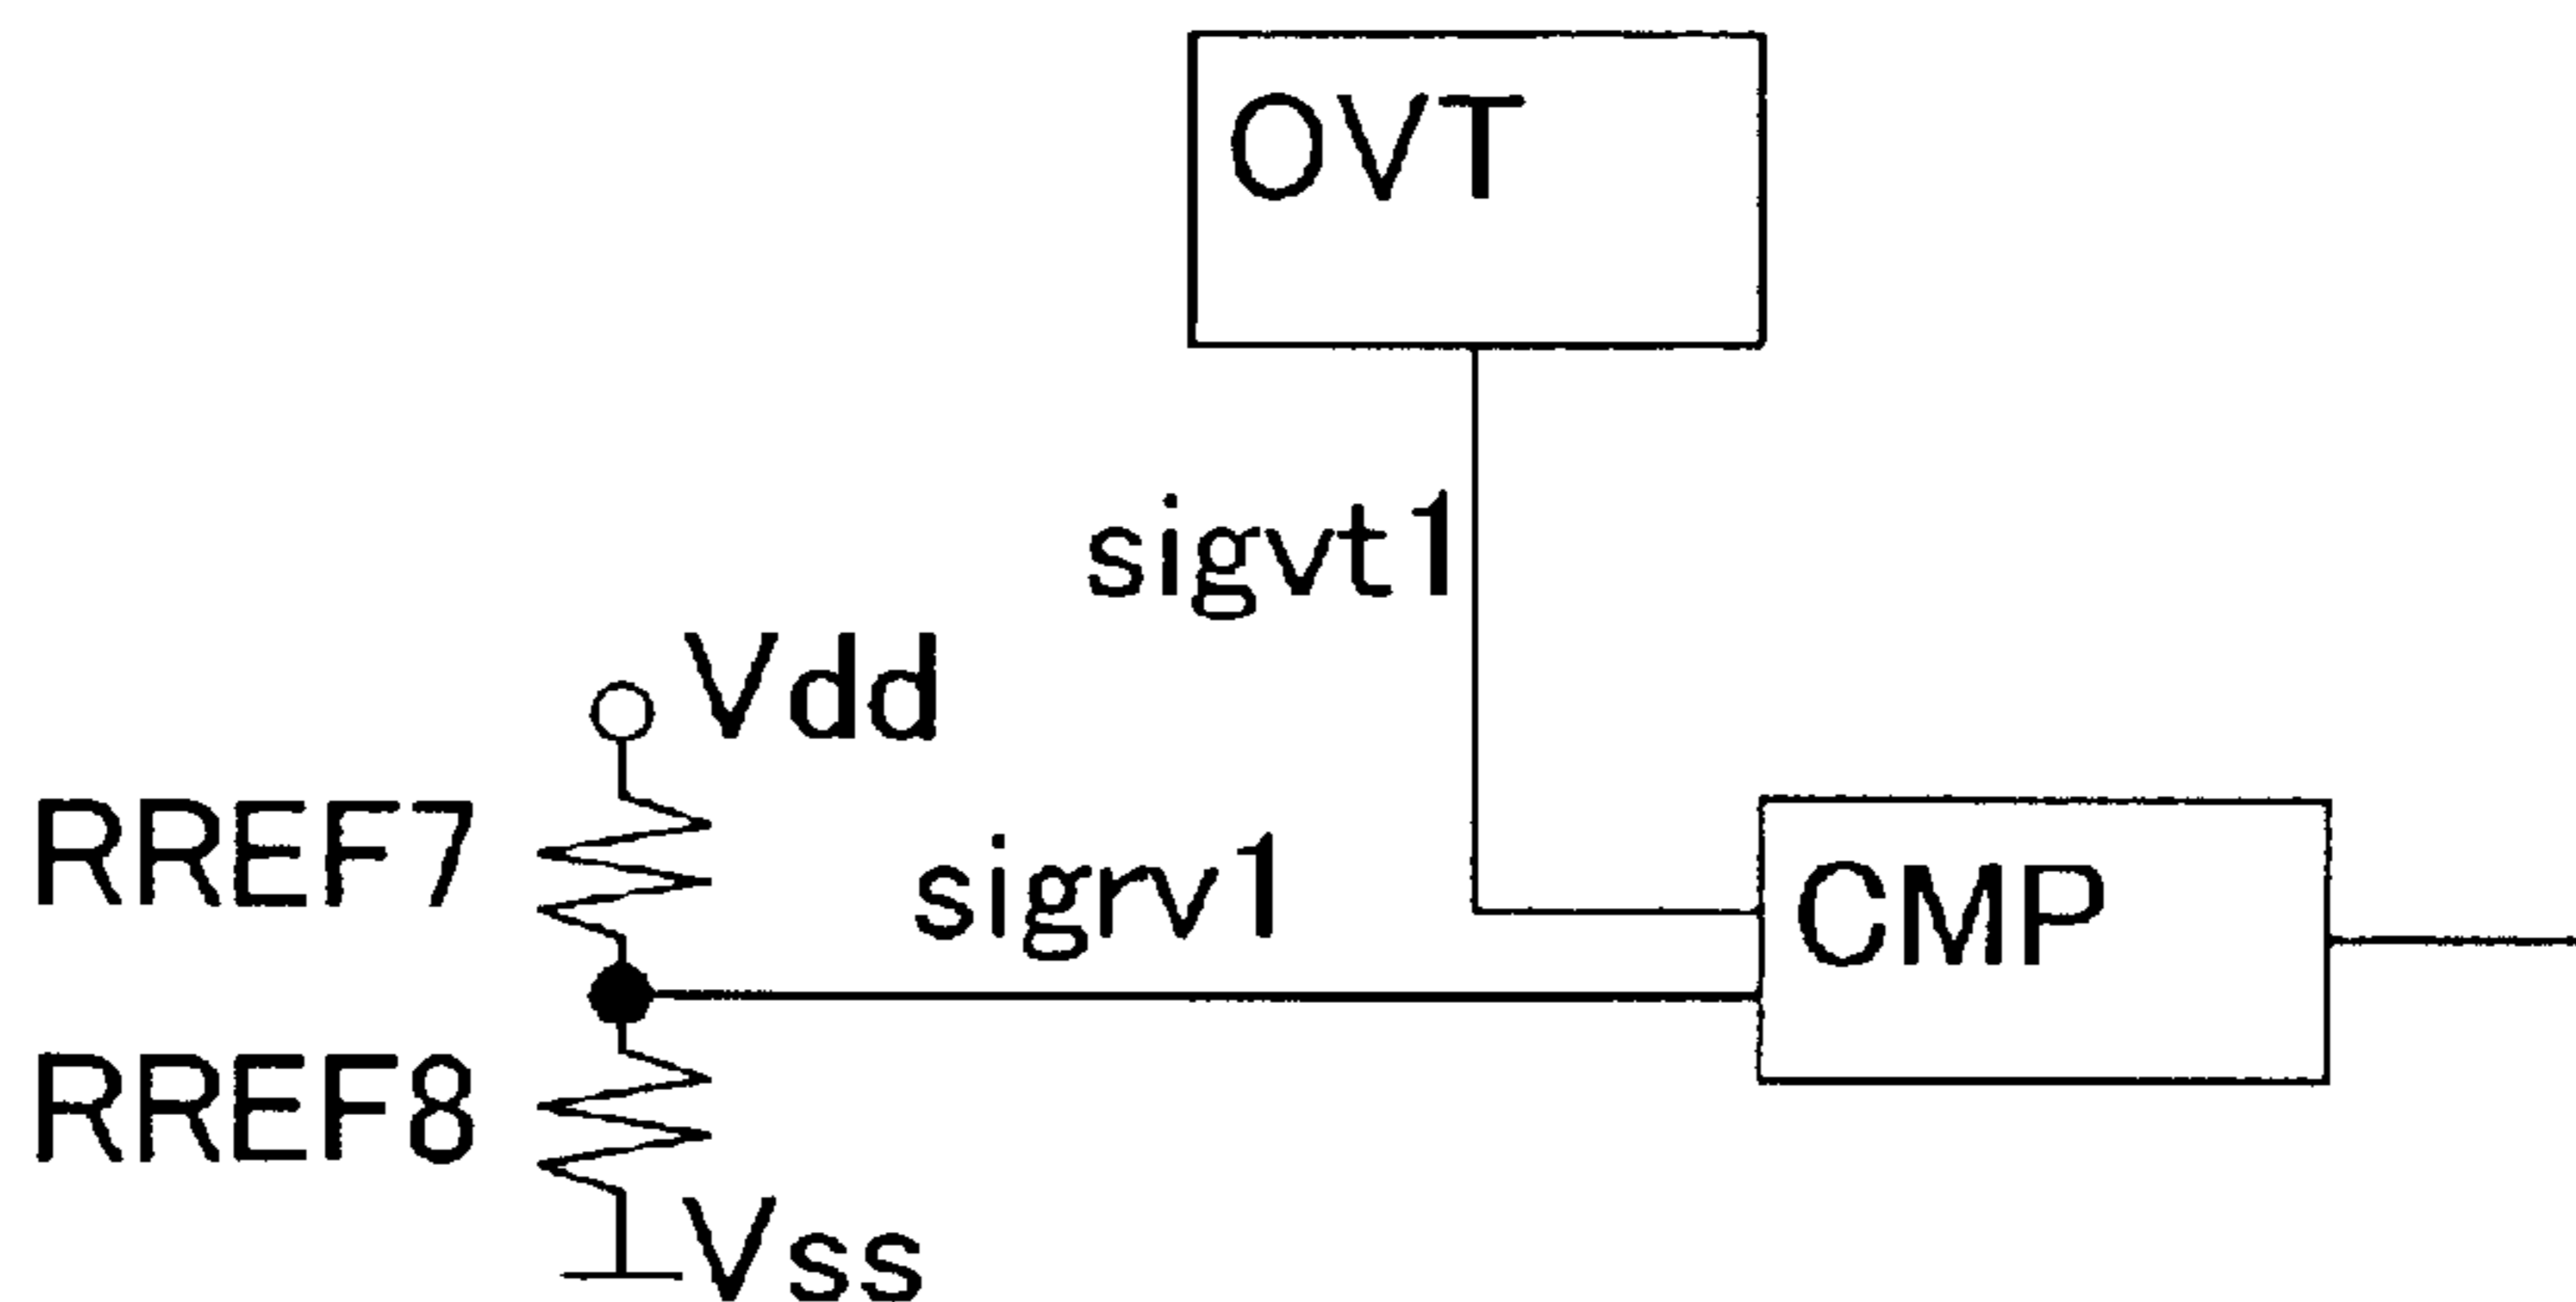 OVT
sigvt1
Vdd
RREF7
sigrv1
CMP
RREF8
Vss